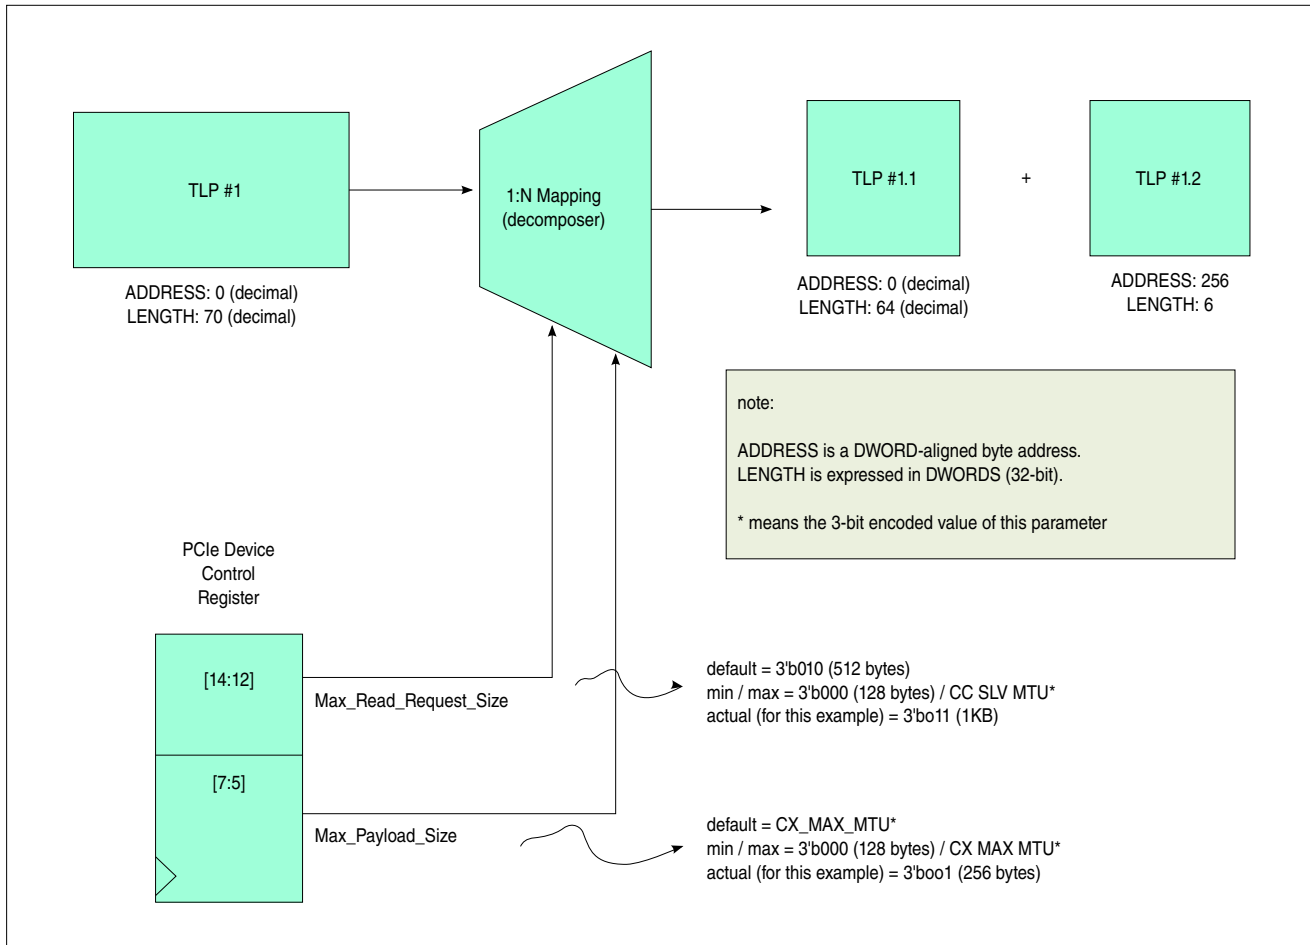 TLP #1
ADDRESS: 0 (decimal)
LENGTH: 70 (decimal)
1:N Mapping
(decomposer)
TLP #1.1
ADDRESS: 0 (decimal)
LENGTH: 64 (decimal)
+
TLP #1.2
ADDRESS: 256
LENGTH: 6
note:
ADDRESS is a DWORD-aligned byte address.
LENGTH is expressed in DWORDS (32-bit).
* means the 3-bit encoded value of this parameter
PCIe Device
Control
Register
[14:12]
Max_Read_Request_Size
default = 3'b010 (512 bytes)
min / max = 3'b000 (128 bytes) / CC SLV MTU*
actual (for this example) = 3'bo11 (1KB)
[7:5]
Max_Payload_Size
default = CX_MAX_MTU*
min / max = 3'b000 (128 bytes) / CX MAX MTU*
actual (for this example) = 3'boo1 (256 bytes)